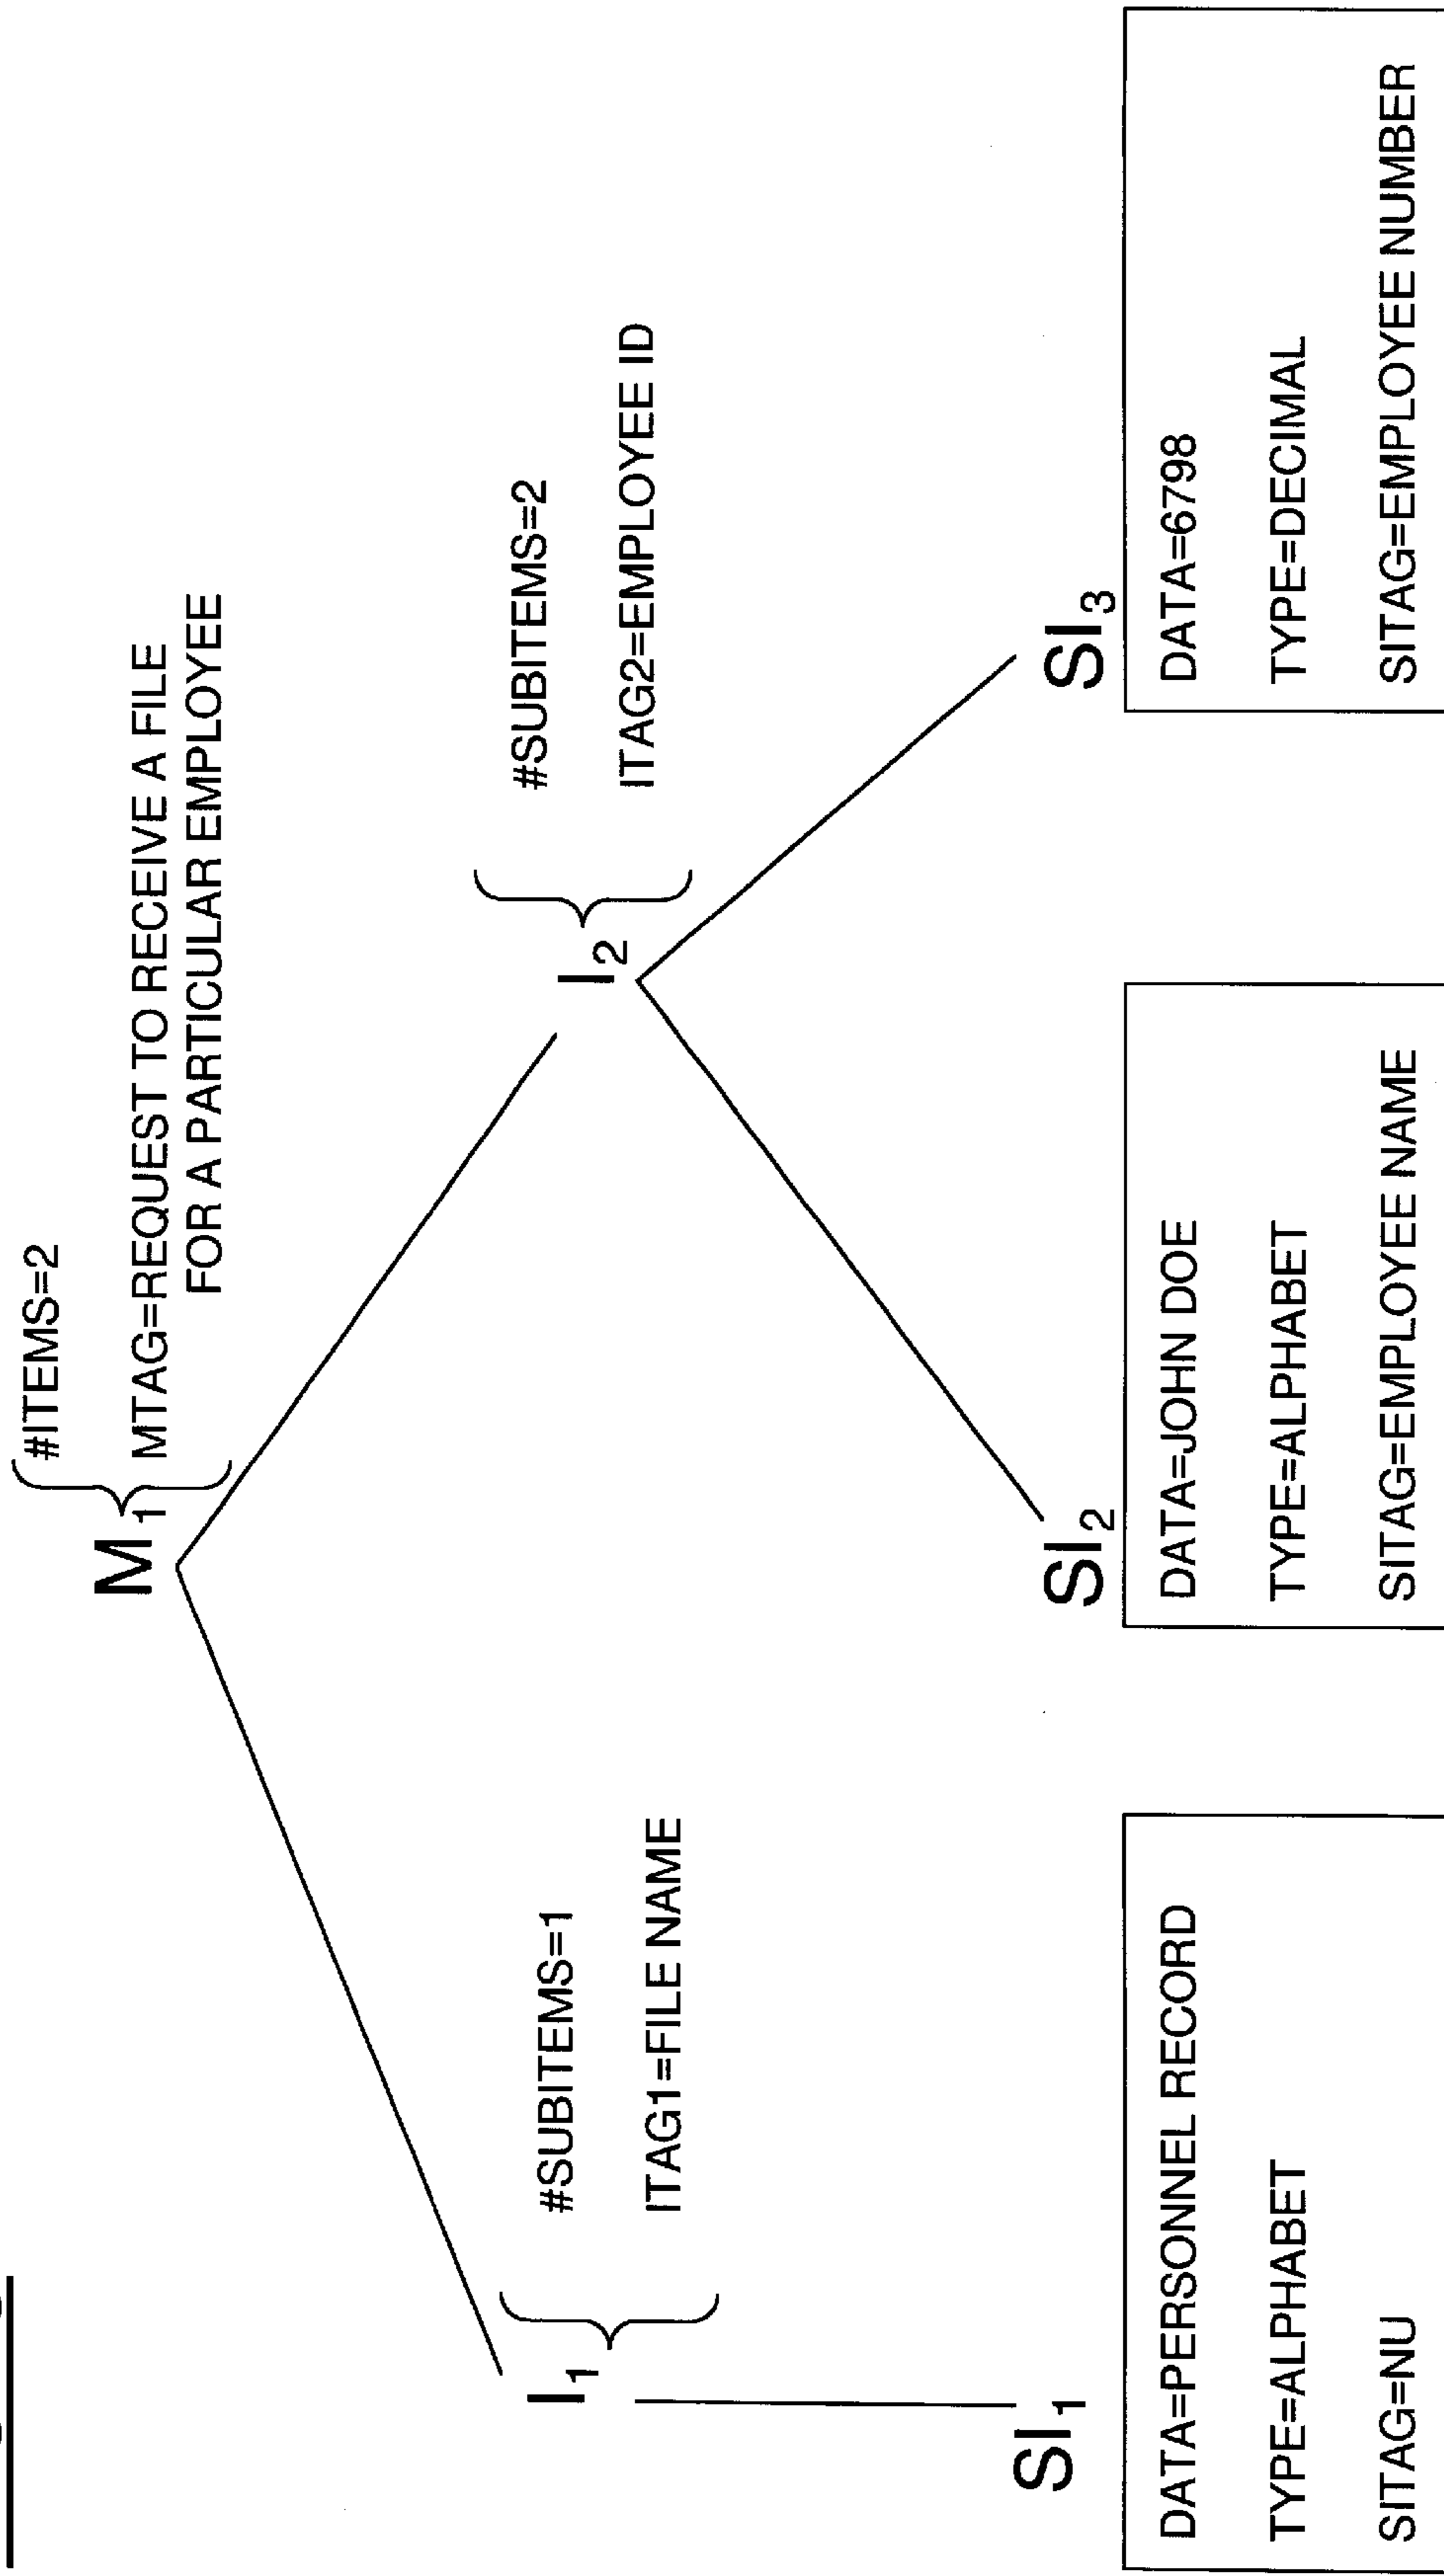 #ITEMS=2
M1 MTAG=REQUEST TO RECEIVE A FILE
FOR A PARTICULAR EMPLOYEE
I1
#SUBITEMS=1
ITAG1=FILE NAME
I2
#SUBITEMS=2
ITAG2=EMPLOYEE ID
SI1
DATA=PERSONNEL RECORD
TYPE=ALPHABET
SITAG=NU
SI2
DATA=JOHN DOE
TYPE=ALPHABET
SITAG=EMPLOYEE NAME
SI3
DATA=6798
TYPE=DECIMAL
SITAG=EMPLOYEE NUMBER